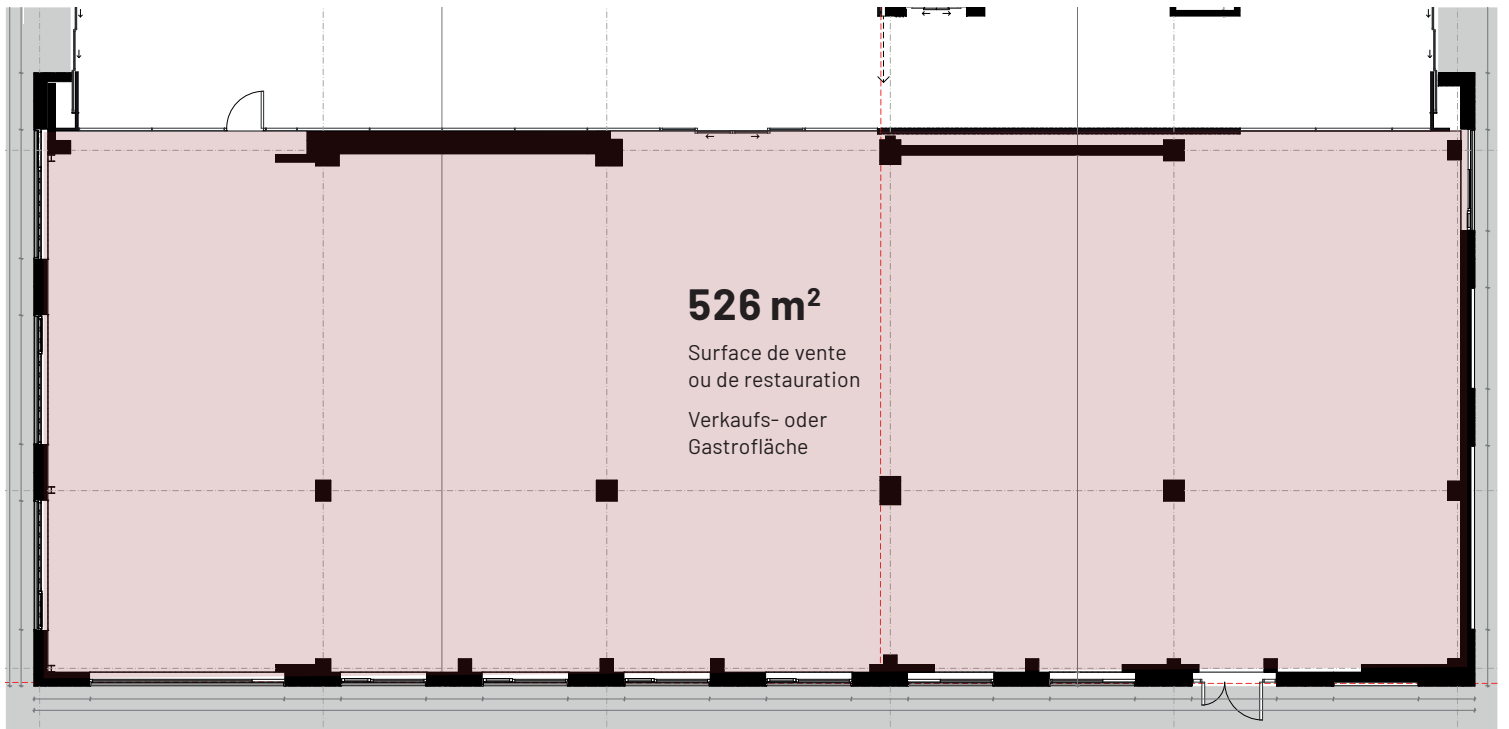 526 m²
Surface de vente
ou de restauration
Verkaufs- oder
Gastrofläche